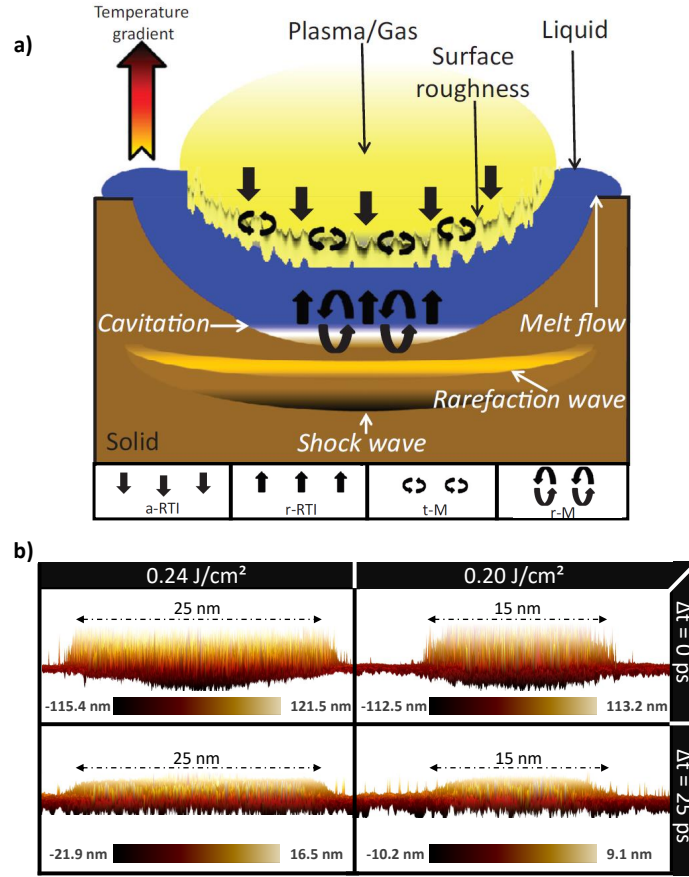 a)
Temperature
gradient
Plasma/Gas
Liquid
Surface
roughness
Cavitation
Melt flow
Rarefaction wave
Shock wave
Solid
a-RTI
r-RTI
t-M
r-M
b)
0.24 J/cm²
0.20 J/cm²
Δt = 0 ps
25 nm
15 nm
-115.4 nm
121.5 nm
-112.5 nm
113.2 nm
Δt = 25 ps
25 nm
15 nm
-21.9 nm
16.5 nm
-10.2 nm
9.1 nm